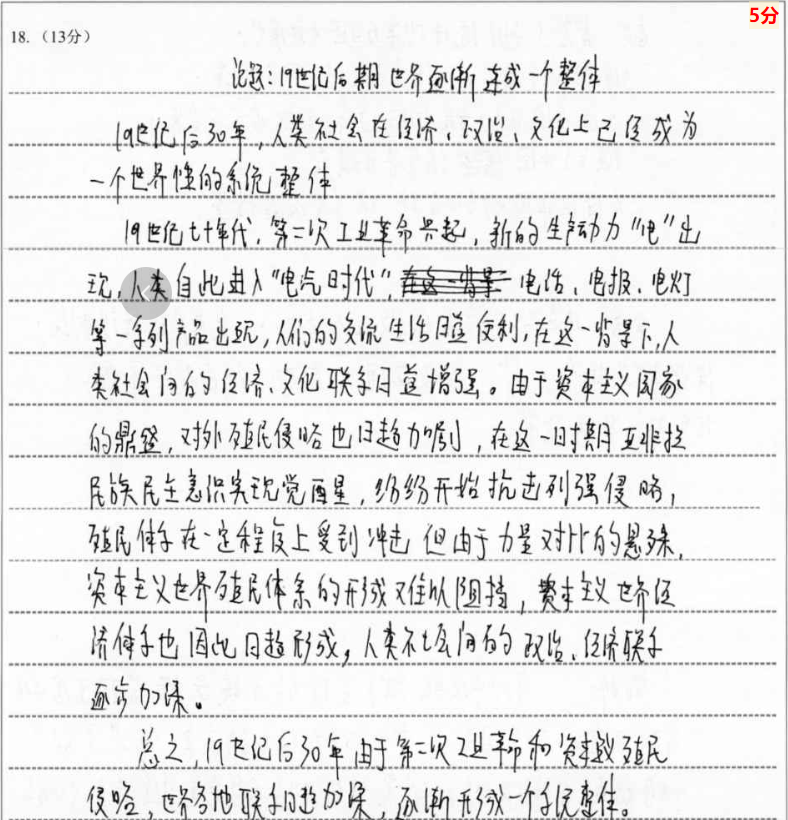 5分
18.（13分）
论题：19世纪后期世界逐渐连成一个整体
19世纪后30年，人类社会在经济、政治、文化上已经成为
一个世界性的系统整体
19世纪七十年代，第二次工业革命兴起，新的生产动力“电”出
现，人类自此进入“电气时代”，在这一背景 电话、电报、电灯
等一系列产品出现，人们的交流生活日益便利，在这一背景下，人
类社会间的经济、文化联系日益增强。由于资本主义国家
的鼎盛，对外殖民侵略也日趋加剧，在这一时期亚非拉
民族民主意识实现觉醒，纷纷开始抗击列强侵略，
殖民体系在一定程度上受到冲击 但由于力量对比的悬殊，
资本主义世界殖民体系的形成难以阻挡，资本主义世界经
济体系也因此日趋形成，人类社会间的政治、经济联系
逐步加深。
总之，19世纪后30年由于第二次工业革命和资本主义殖民
侵略，世界各地联系日趋加深，逐渐形成一个系统整体。